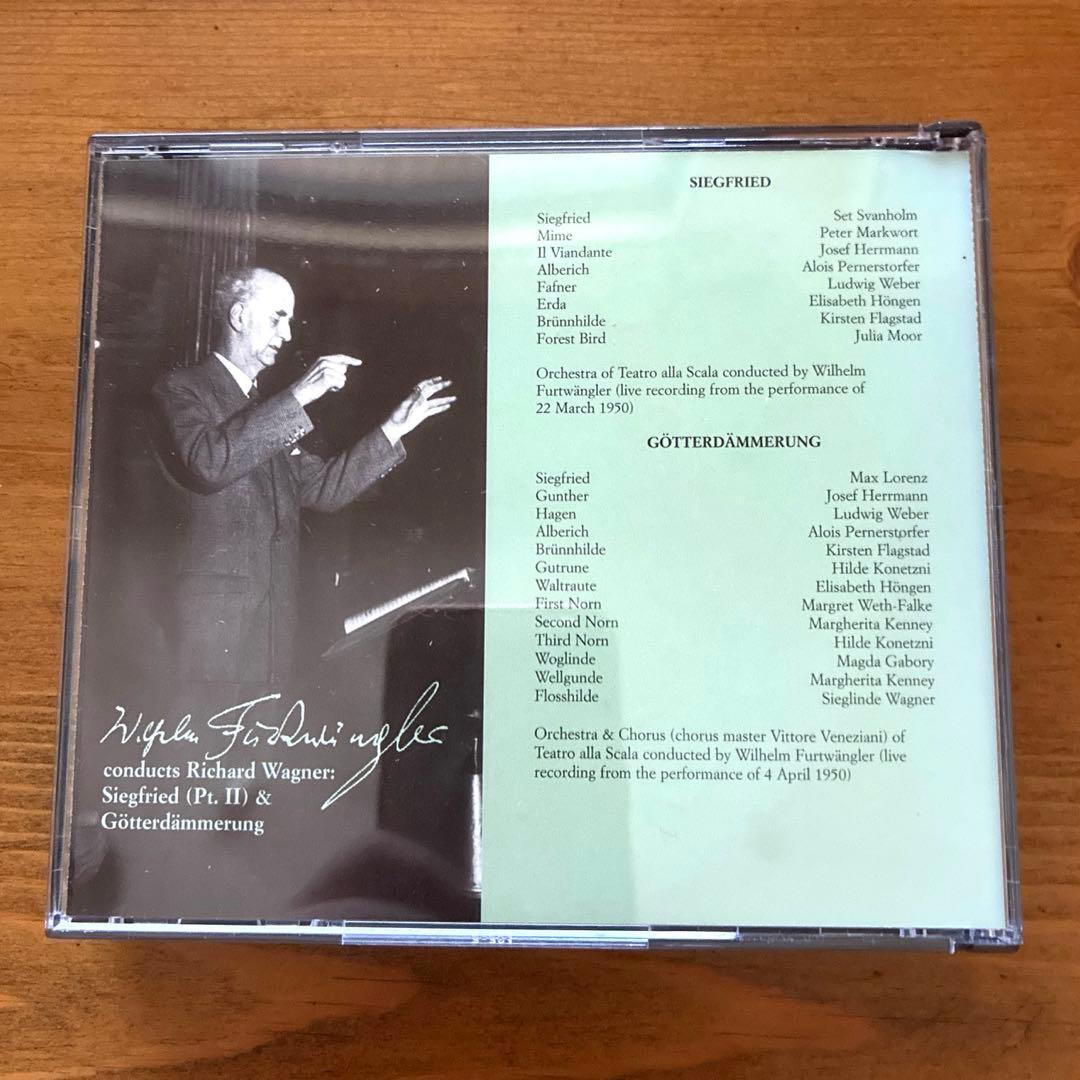 Wilhelm Furtwängler
conducts Richard Wagner:
Siegfried (Pt. II) &
Götterdämmerung
SIEGFRIED
Siegfried Set Svanholm
Mime Peter Markwort
Il Viandante Josef Herrmann
Alberich Alois Pernerstorfer
Fafner Ludwig Weber
Erda Elisabeth Höngen
Brünnhilde Kirsten Flagstad
Forest Bird Julia Moor
Orchestra of Teatro alla Scala conducted by Wilhelm
Furtwängler (live recording from the performance of
22 March 1950)
GÖTTERDÄMMERUNG
Siegfried Max Lorenz
Gunther Josef Herrmann
Hagen Ludwig Weber
Alberich Alois Pernerstorfer
Brünnhilde Kirsten Flagstad
Gutrune Hilde Konetzni
Waltraute Elisabeth Höngen
First Norn Margret Weth-Falke
Second Norn Margherita Kenney
Third Norn Hilde Konetzni
Woglinde Magda Gabory
Wellgunde Margherita Kenney
Flosshilde Sieglinde Wagner
Orchestra & Chorus (chorus master Vittore Veneziani) of
Teatro alla Scala conducted by Wilhelm Furtwängler (live
recording from the performance of 4 April 1950)